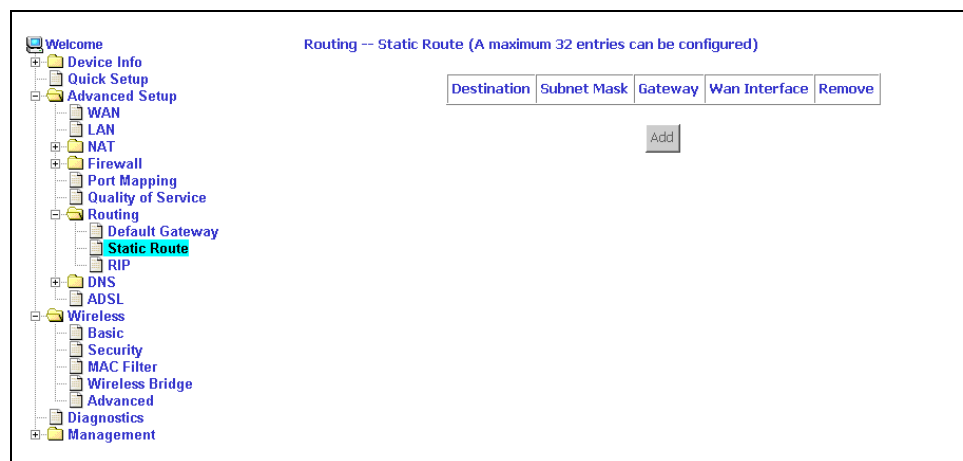 Welcome
Device Info
Quick Setup
Advanced Setup
WAN
LAN
NAT
Firewall
Port Mapping
Quality of Service
Routing
Default Gateway
Static Route
RIP
DNS
ADSL
Wireless
Basic
Security
MAC Filter
Wireless Bridge
Advanced
Diagnostics
Management
Routing -- Static Route (A maximum 32 entries can be configured)
Destination Subnet Mask Gateway Wan Interface Remove
Add